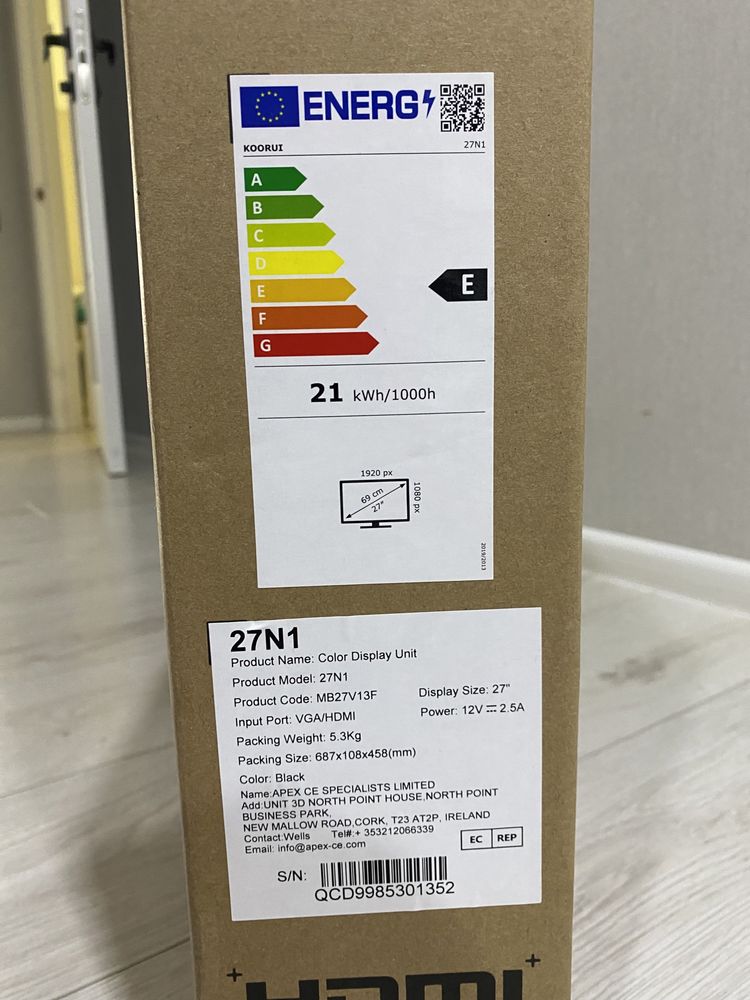 ENERG
KOORUI 27N1
A
B
C
D
E
F
G
E
21 kWh/1000h
1920 px
1080 px
69 cm
27"
2019/2013
27N1
Product Name: Color Display Unit
Product Model: 27N1
Product Code: MB27V13F
Display Size: 27"
Input Port: VGA/HDMI
Power: 12V⎓2.5A
Packing Weight: 5.3Kg
Packing Size: 687x108x458(mm)
Color: Black
Name:APEX CE SPECIALISTS LIMITED
Add:UNIT 3D NORTH POINT HOUSE,NORTH POINT
BUSINESS PARK,
NEW MALLOW ROAD,CORK, T23 AT2P, IRELAND
Contact:Wells Tel#:+ 353212066339
Email: info@apex-ce.com
EC REP
S/N:
QCD9985301352
HDMI